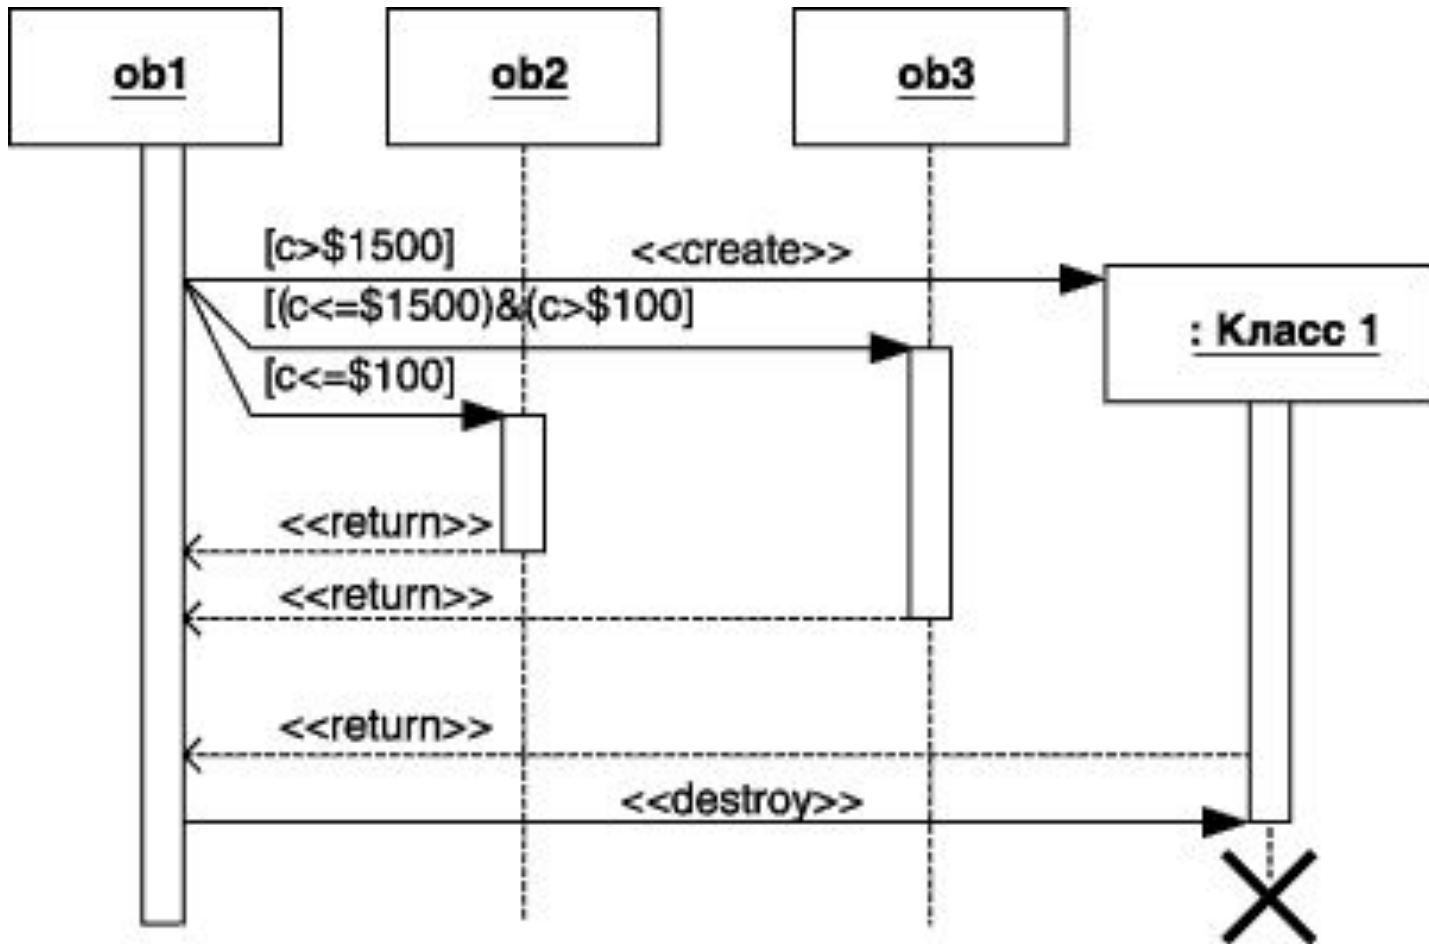 ob1
ob2
ob3
[c>$1500]
<<create>>
[(c<=$1500)&(c>$100]
: Класс 1
[c<=$100]
<<return>>
<<return>>
<<return>>
<<destroy>>